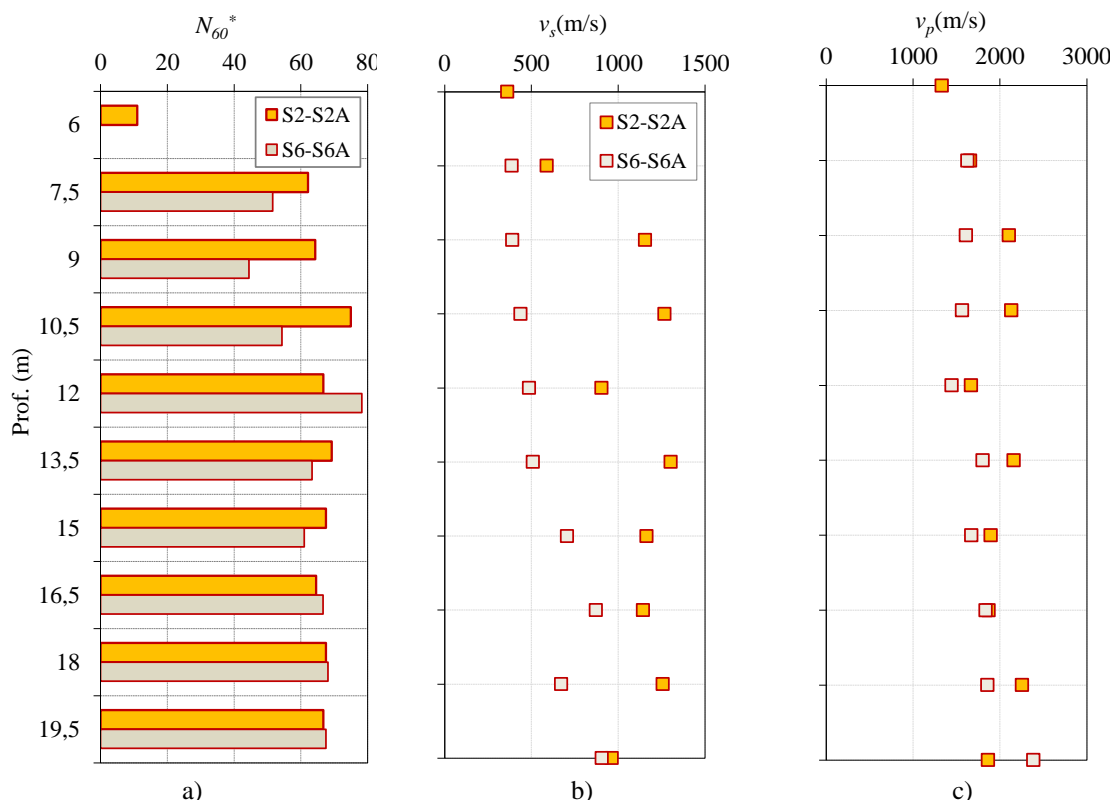 N60*
0 20 40 60 80
S2-S2A
S6-S6A
Prof. (m)
6
7,5
9
10,5
12
13,5
15
16,5
18
19,5
a)
vs(m/s)
0 500 1000 1500
S2-S2A
S6-S6A
b)
vp(m/s)
0 1000 2000 3000
c)